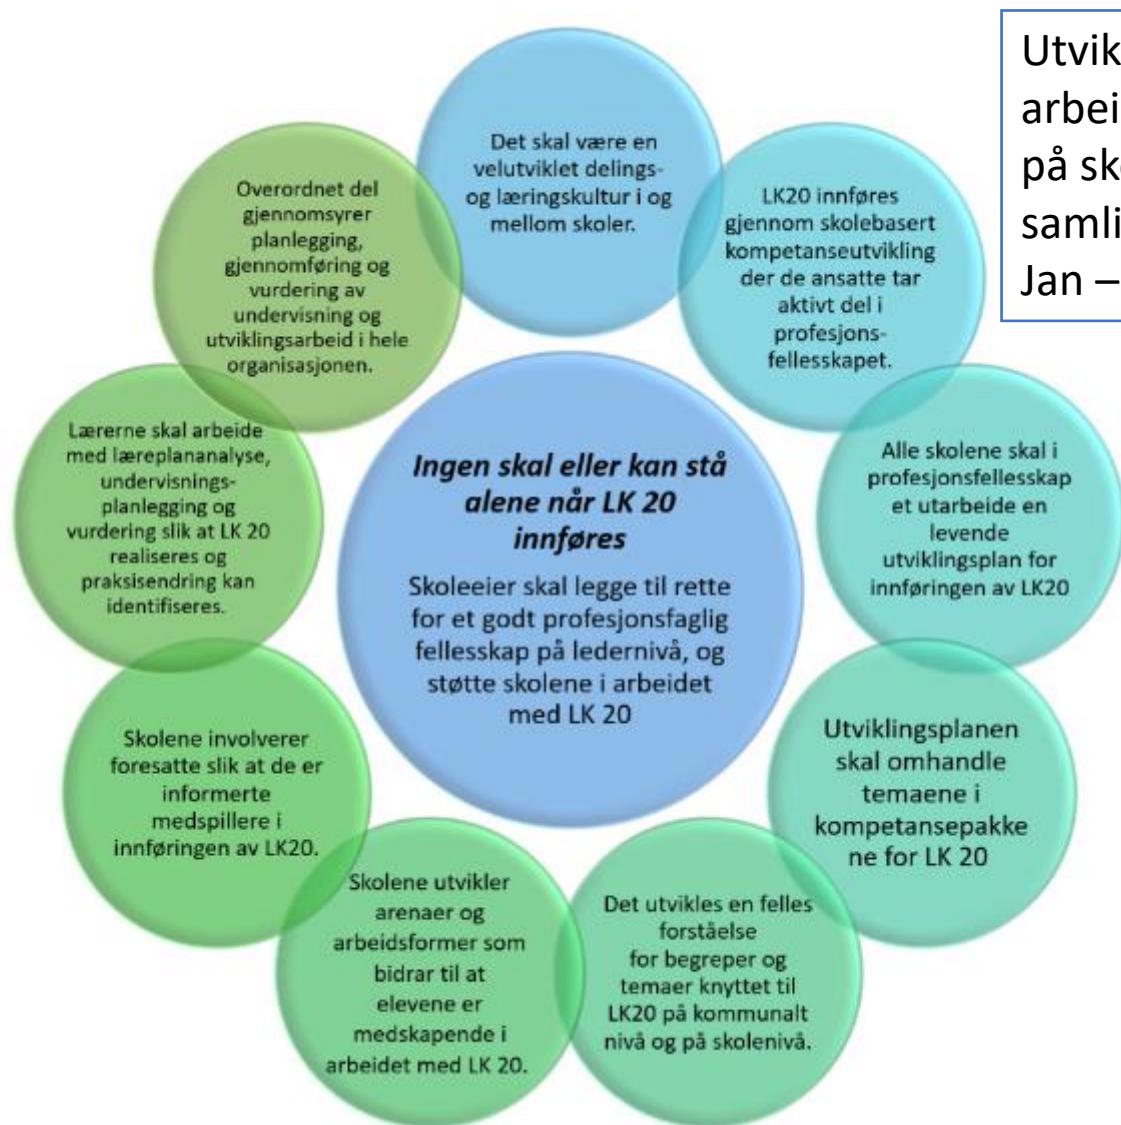 Det skal være en
velutviklet delings-
og læringskultur i og
mellom skoler.
LK20 innføres
gjennom skolebasert
kompetanseutvikling
der de ansatte tar
aktivt del i
profesjons-
fellesskapet.
Alle skolene skal i
profesjonsfellesskap
et utarbeide en
levende
utviklingsplan for
innføringen av LK20
Utviklingsplanen
skal omhandle
temaene i
kompetansepakke
ne for LK 20
Det utvikles en felles
forståelse
for begreper og
temaer knyttet til
LK20 på kommunalt
nivå og på skolenivå.
Skolene utvikler
arenaer og
arbeidsformer som
bidrar til at
elevene er
medskapende i
arbeidet med LK 20.
Skolene involverer
foresatte slik at de er
informerte
medspillere i
innføringen av LK20.
Lærerne skal arbeide
med læreplananalyse,
undervisnings-
planlegging og
vurdering slik at LK 20
realiseres og
praksisendring kan
identifiseres.
Overordnet del
gjennomsyrer
planlegging,
gjennomføring og
vurdering av
undervisning og
utviklingsarbeid i hele
organisasjonen.
Ingen skal eller kan stå
alene når LK 20
innføres
Skoleeier skal legge til rette
for et godt profesjonsfaglig
fellesskap på ledernivå, og
støtte skolene i arbeidet
med LK 20
Utvik
arbei
på sk
samli
Jan –